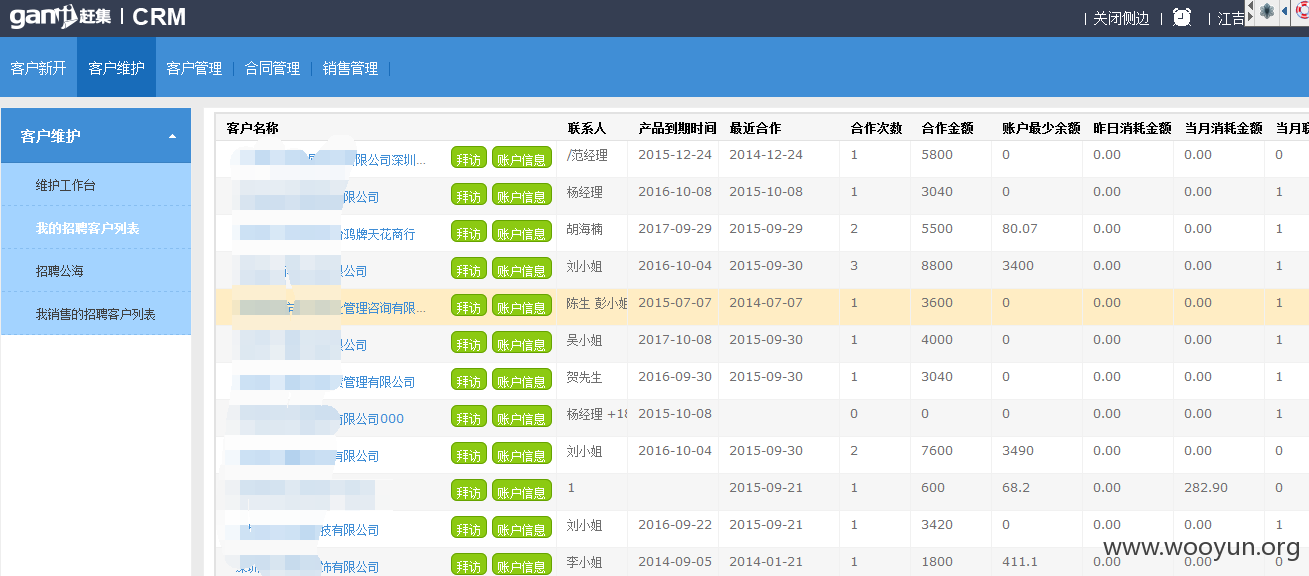 ganji 赶集 | CRM | 关闭侧边 | | 江吉
客户新开 客户维护 客户管理 合同管理 销售管理
客户维护
维护工作台
我的招聘客户列表
招聘公海
我销售的招聘客户列表
客户名称 联系人 产品到期时间 最近合作 合作次数 合作金额 账户最少余额 昨日消耗金额 当月消耗金额 当月
限公司深圳... 拜访 账户信息 /范经理 2015-12-24 2014-12-24 1 5800 0 0.00 0.00 0
限公司 拜访 账户信息 杨经理 2016-10-08 2015-10-08 1 3040 0 0.00 0.00 1
鸿牌天花商行 拜访 账户信息 胡海楠 2017-09-29 2015-09-29 2 5500 80.07 0.00 0.00 1
公司 拜访 账户信息 刘小姐 2016-10-04 2015-09-30 3 8800 3400 0.00 0.00 1
管理咨询有限... 拜访 账户信息 陈生 彭小姐 2015-07-07 2014-07-07 1 3600 0 0.00 0.00 1
公司 拜访 账户信息 吴小姐 2017-10-08 2015-09-30 1 4000 0 0.00 0.00 1
管理有限公司 拜访 账户信息 贺先生 2016-09-30 2015-09-30 1 3040 0 0.00 0.00 1
有限公司000 拜访 账户信息 杨经理 +18 2015-10-08 0 0 0 0.00 0.00 1
有限公司 拜访 账户信息 刘小姐 2016-10-04 2015-09-30 2 7600 3490 0.00 0.00 0
拜访 账户信息 1 2015-09-21 1 600 68.2 0.00 282.90 0
技有限公司 拜访 账户信息 刘小姐 2016-09-22 2015-09-21 1 3420 0 0.00 0.00 1
饰有限公司 拜访 账户信息 李小姐 2014-09-05 2014-01-21 1 1800 411.1 0.00 0.00 0
www.wooyun.org